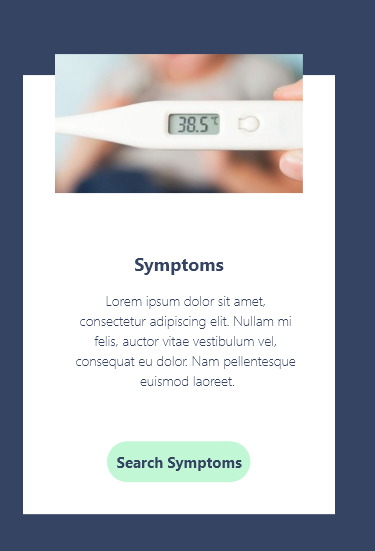 38.5°C
Symptoms
Lorem ipsum dolor sit amet,
consectetur adipiscing elit. Nullam mi
felis, auctor vitae vestibulum vel,
consequat eu dolor. Nam pellentesque
euismod laoreet.
Search Symptoms